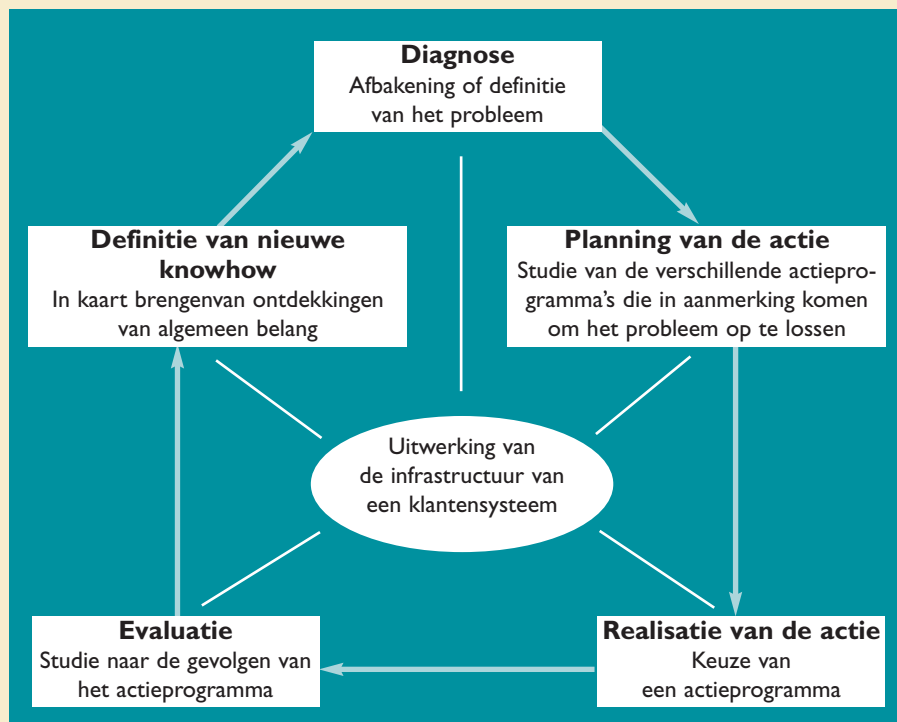 Diagnose
Afbakening of definitie
van het probleem
Definitie van nieuwe
knowhow
In kaart brengenvan ontdekkingen
van algemeen belang
Planning van de actie
Studie van de verschillende actiepro-
gramma’s die in aanmerking komen
om het probleem op te lossen
Uitwerking van
de infrastructuur van
een klantensysteem
Evaluatie
Studie naar de gevolgen van
het actieprogramma
Realisatie van de actie
Keuze van
een actieprogramma